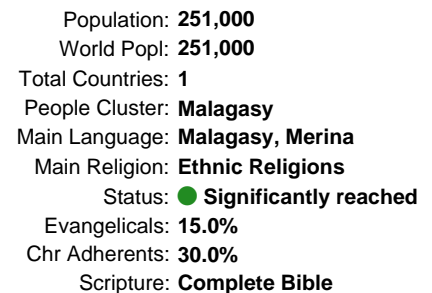 Population: 251,000
World Popl: 251,000
Total Countries: 1
People Cluster: Malagasy
Main Language: Malagasy, Merina
Main Religion: Ethnic Religions
Status: Significantly reached
Evangelicals: 15.0%
Chr Adherents: 30.0%
Scripture: Complete Bible